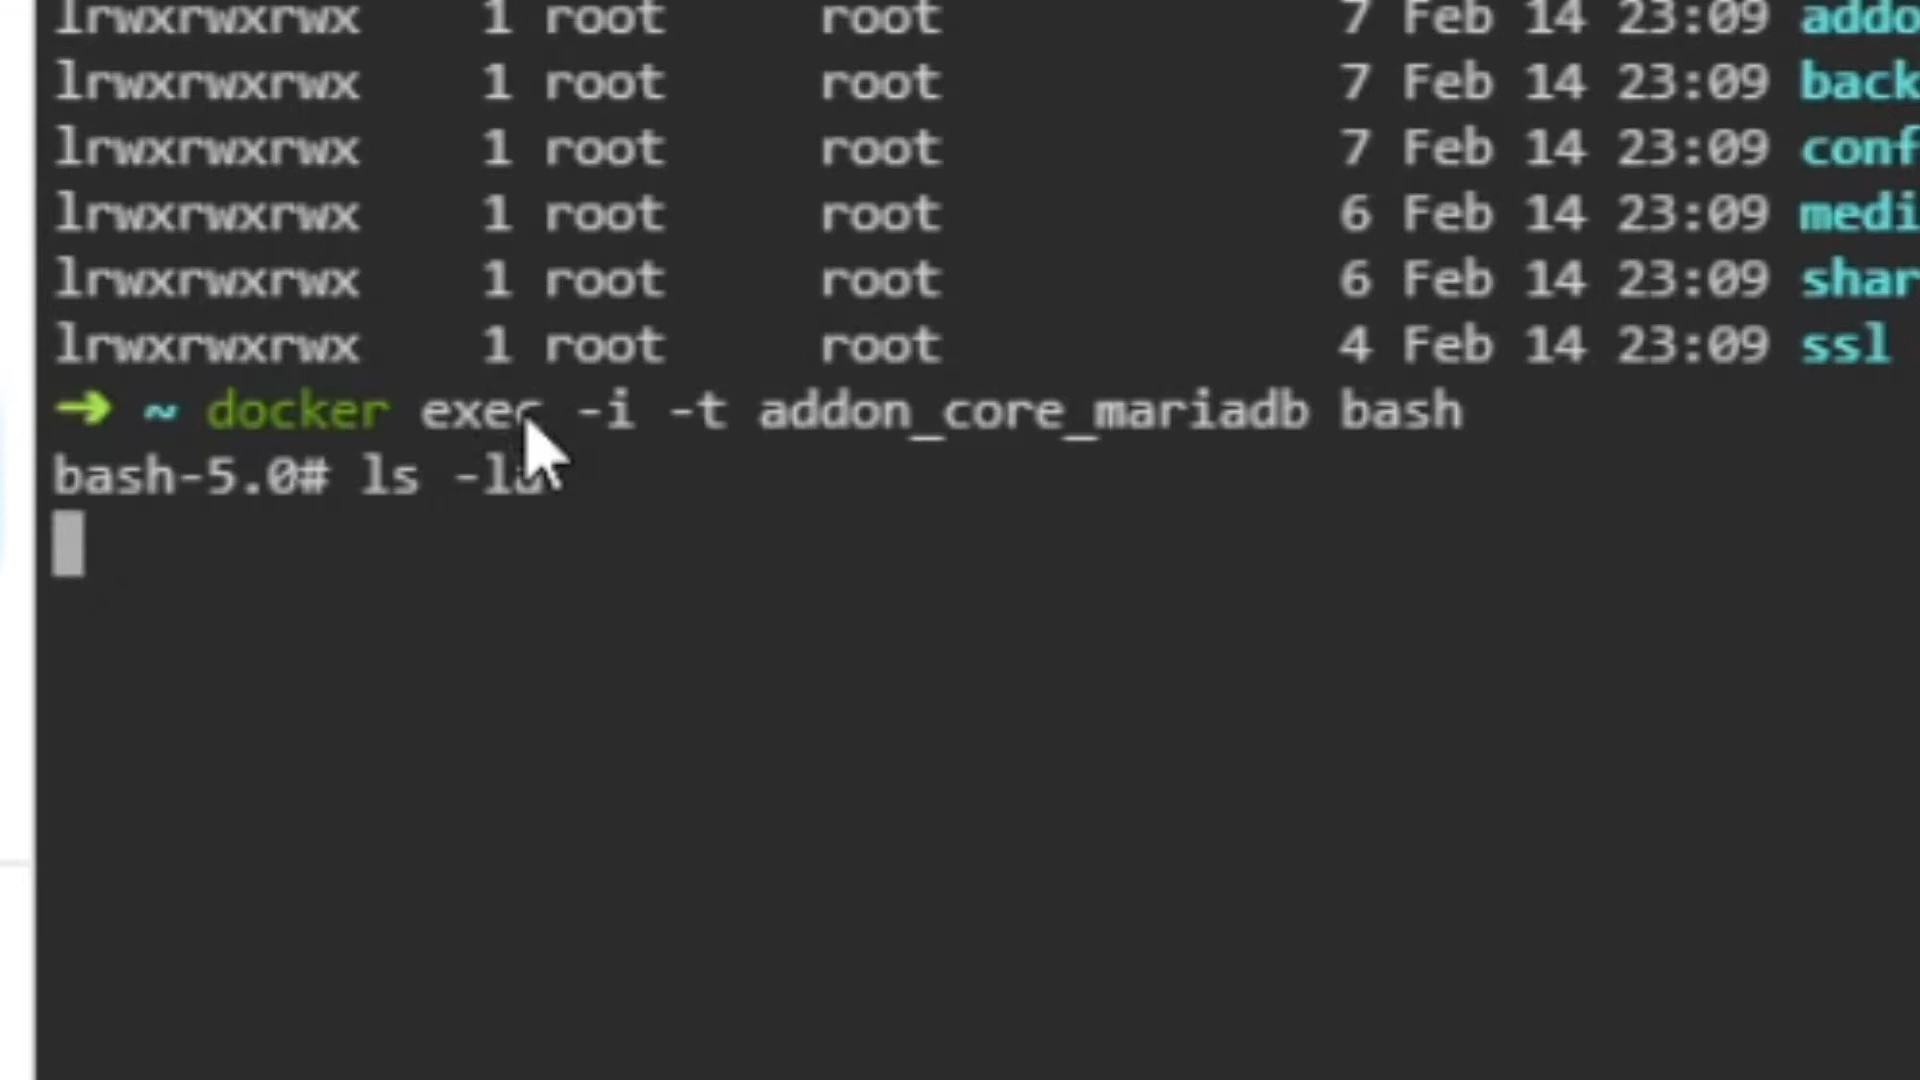 lrwxrwxrwx 1 root root 7 Feb 14 23:09 addo
lrwxrwxrwx 1 root root 7 Feb 14 23:09 back
lrwxrwxrwx 1 root root 7 Feb 14 23:09 conf
lrwxrwxrwx 1 root root 6 Feb 14 23:09 medi
lrwxrwxrwx 1 root root 6 Feb 14 23:09 shar
lrwxrwxrwx 1 root root 4 Feb 14 23:09 ssl
➜ ~ docker exec -i -t addon_core_mariadb bash
bash-5.0# ls -la